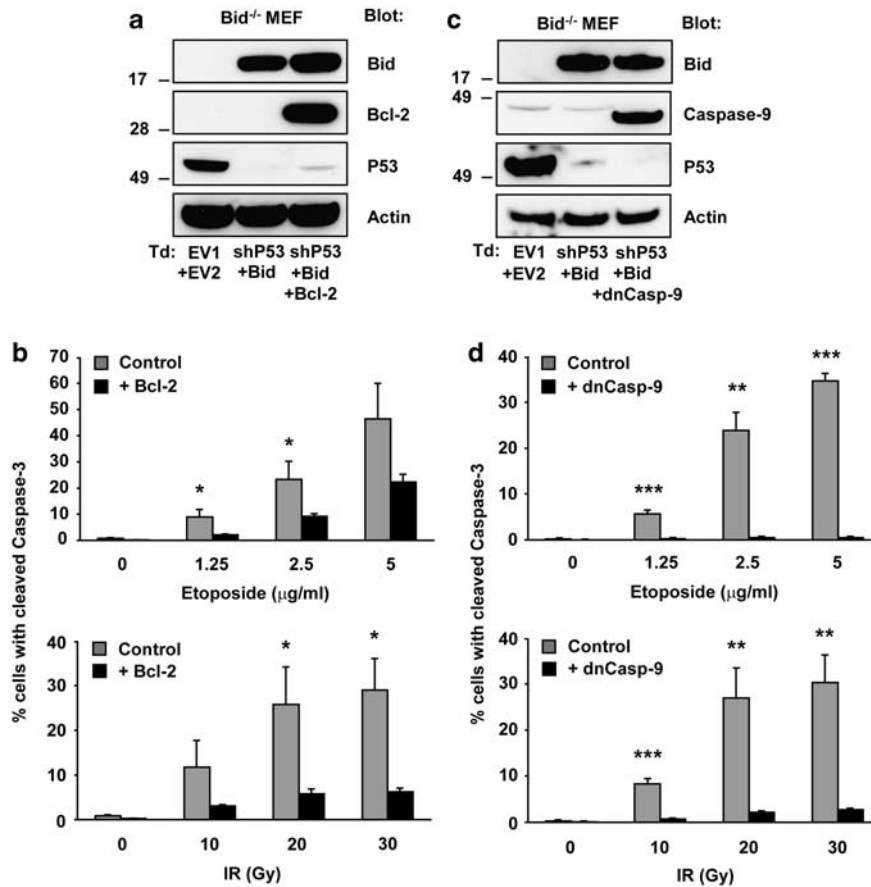 a
Bid-/- MEF
Blot:
17
Bid
28
Bcl-2
49
P53
Actin
Td: EV1 shP53 shP53
+EV2 +Bid +Bid
+Bcl-2
c
Bid-/- MEF
Blot:
17
Bid
49
Caspase-9
49
P53
Actin
Td: EV1 shP53 shP53
+EV2 +Bid +Bid
+dnCasp-9
b
% cells with cleaved Caspase-3
70
60
50
40
30
20
10
0
Control
+ Bcl-2
*
*
0 1.25 2.5 5
Etoposide (μg/ml)
40
30
20
10
0
Control
+ Bcl-2
*
*
0 10 20 30
IR (Gy)
d
% cells with cleaved Caspase-3
40
30
20
10
0
Control
+ dnCasp-9
***
**
***
0 1.25 2.5 5
Etoposide (μg/ml)
40
30
20
10
0
Control
+ dnCasp-9
***
**
**
0 10 20 30
IR (Gy)